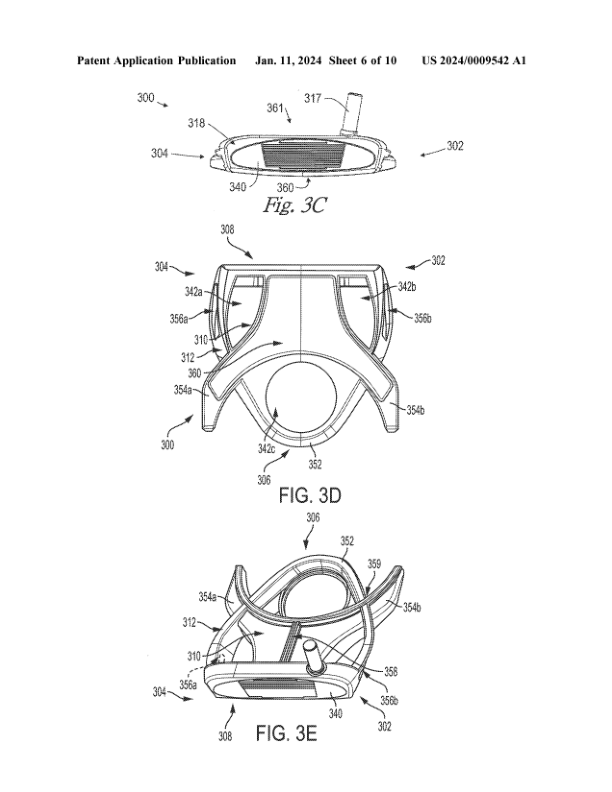 Patent Application Publication Jan. 11, 2024 Sheet 6 of 10 US 2024/0009542 A1
300
361
317
318
304
302
340
360
Fig. 3C
308
304
302
342a
342b
356a
356b
310
312
360
354a
354b
300
342c
352
306
FIG. 3D
306
352
359
354a
354b
312
310
358
356a
356b
304
340
302
308
FIG. 3E